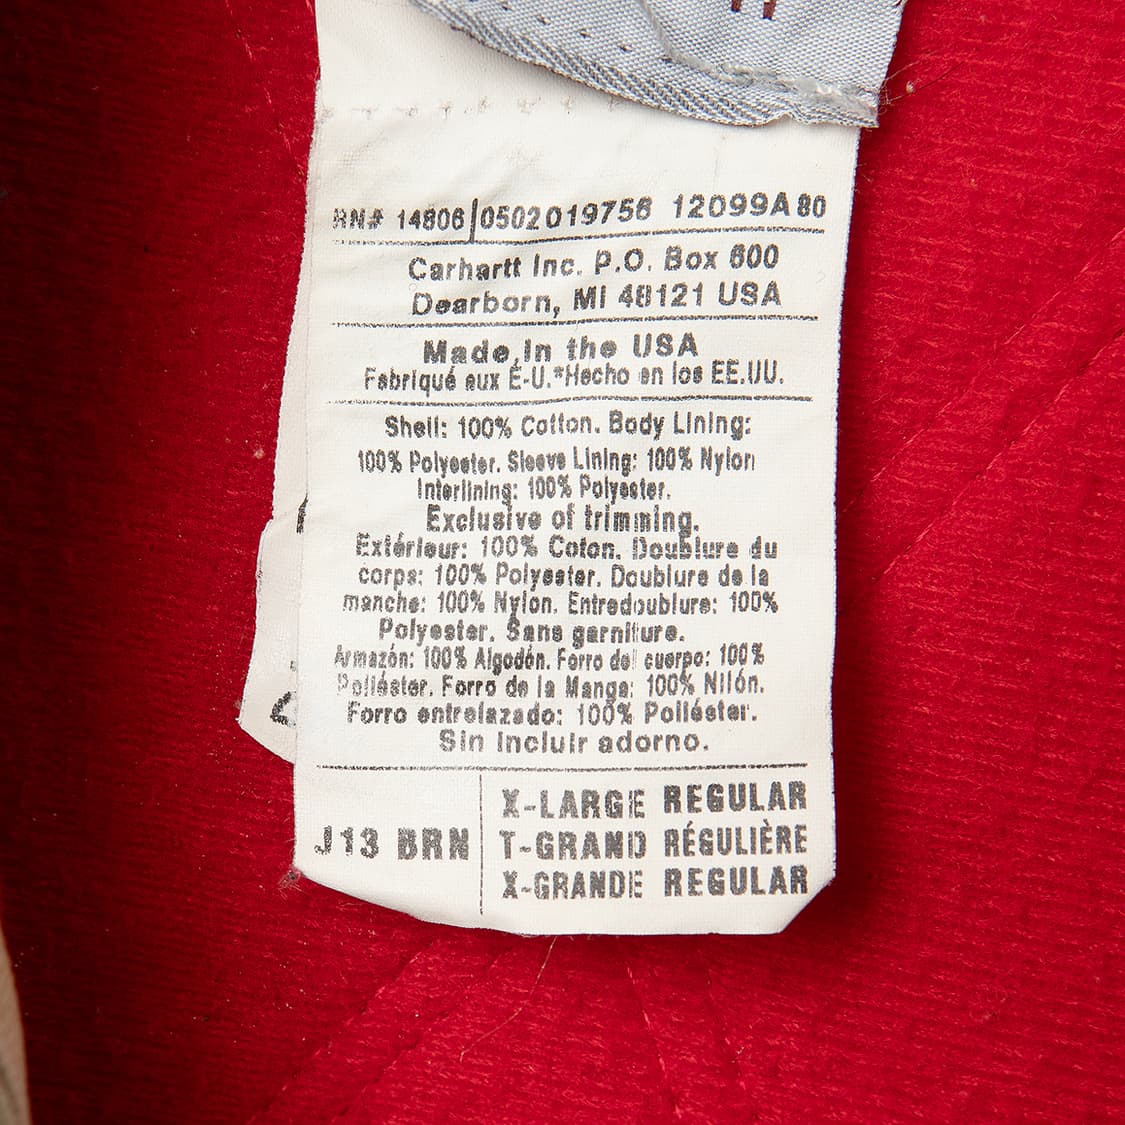 RN# 14806 0502019756 12099A80
Carhartt Inc. P.O. Box 600
Dearborn, MI 48121 USA
Made In the USA
Fabriqué aux É-U.*Hecho en los EE.UU.
Shell: 100% Cotton. Body Lining:
100% Polyester. Sleeve Lining: 100% Nylon
Interlining: 100% Polyester.
Exclusive of trimming.
Extérieur: 100% Coton. Doublure du
corps: 100% Polyester. Doublure de la
manche: 100% Nylon. Entredoublure: 100%
Polyester. Sans garniture.
Armazón: 100% Algodón. Forro del cuerpo: 100%
Poliéster. Forro de la Manga: 100% Nilón.
Forro entrelazado: 100% Poliéster.
Sin Incluir adorno.
J13 BRN
X-LARGE REGULAR
T-GRAND RÉGULIÈRE
X-GRANDE REGULAR